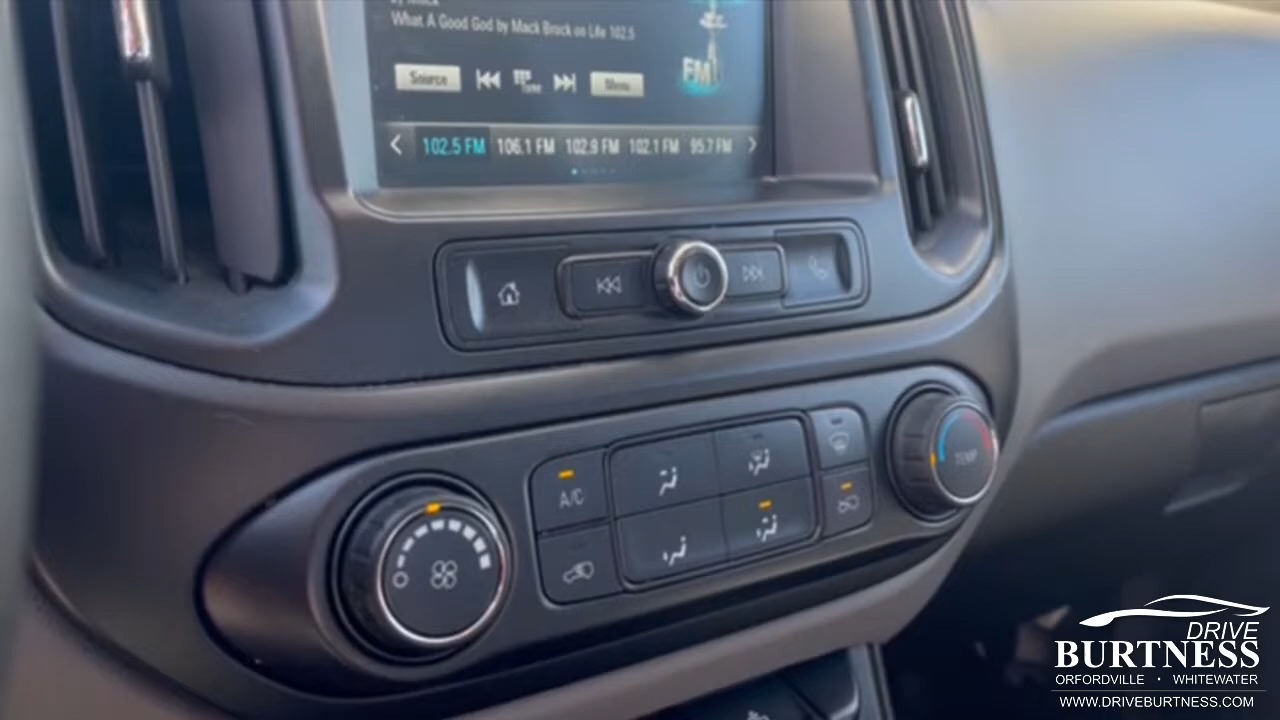 What A Good God by Mack Brock on Life 102.5
FM
Source
Tune
Menu
102.5 FM 106.1 FM 102.9 FM 102.1 FM 95.7 FM
A/C
TEMP
DRIVE
BURTNESS
ORFORDVILLE · WHITEWATER
WWW.DRIVEBURTNESS.COM